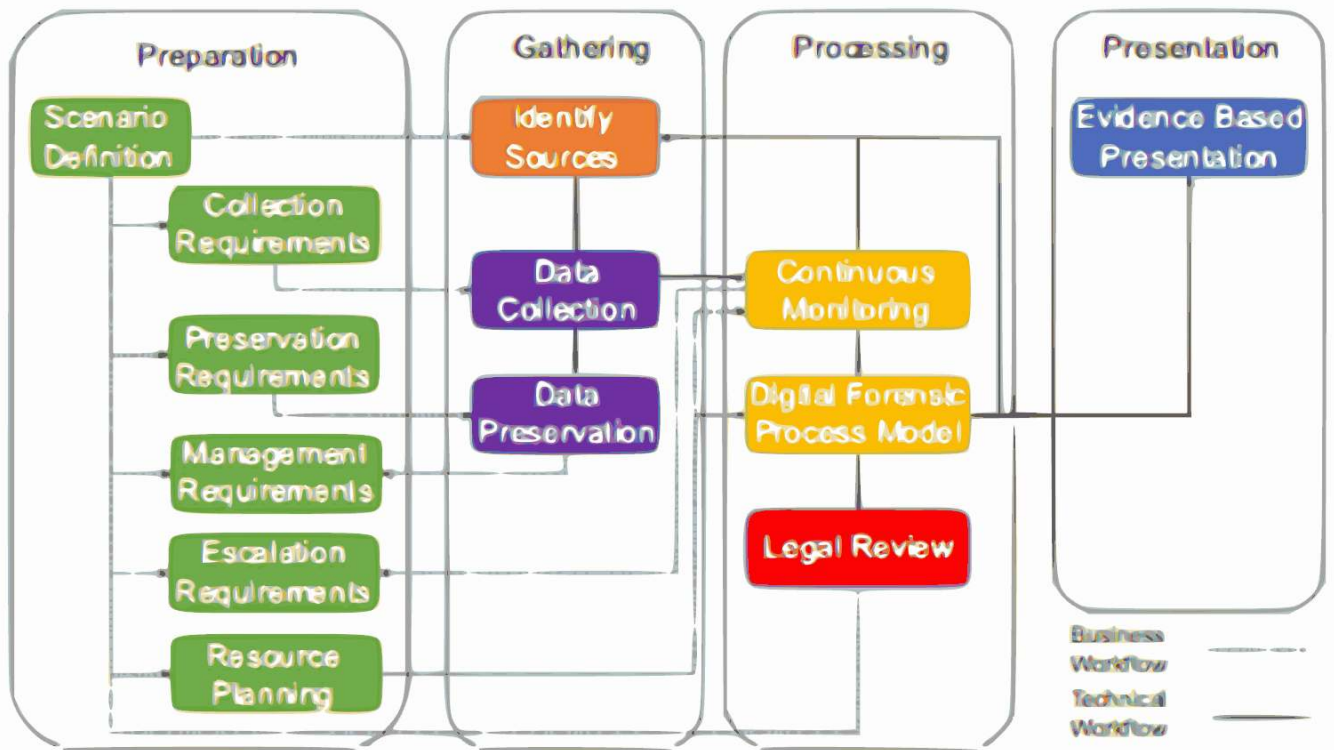 Preparation
Scenario
Definition
Collection
Requirements
Preservation
Requirements
Management
Requirements
Escalation
Requirements
Resource
Planning
Gathering
Identify
Sources
Data
Collection
Data
Preservation
Processing
Continuous
Monitoring
Digital Forensic
Process Model
Legal Review
Presentation
Evidence Based
Presentation
Business
Workflow
Technical
Workflow